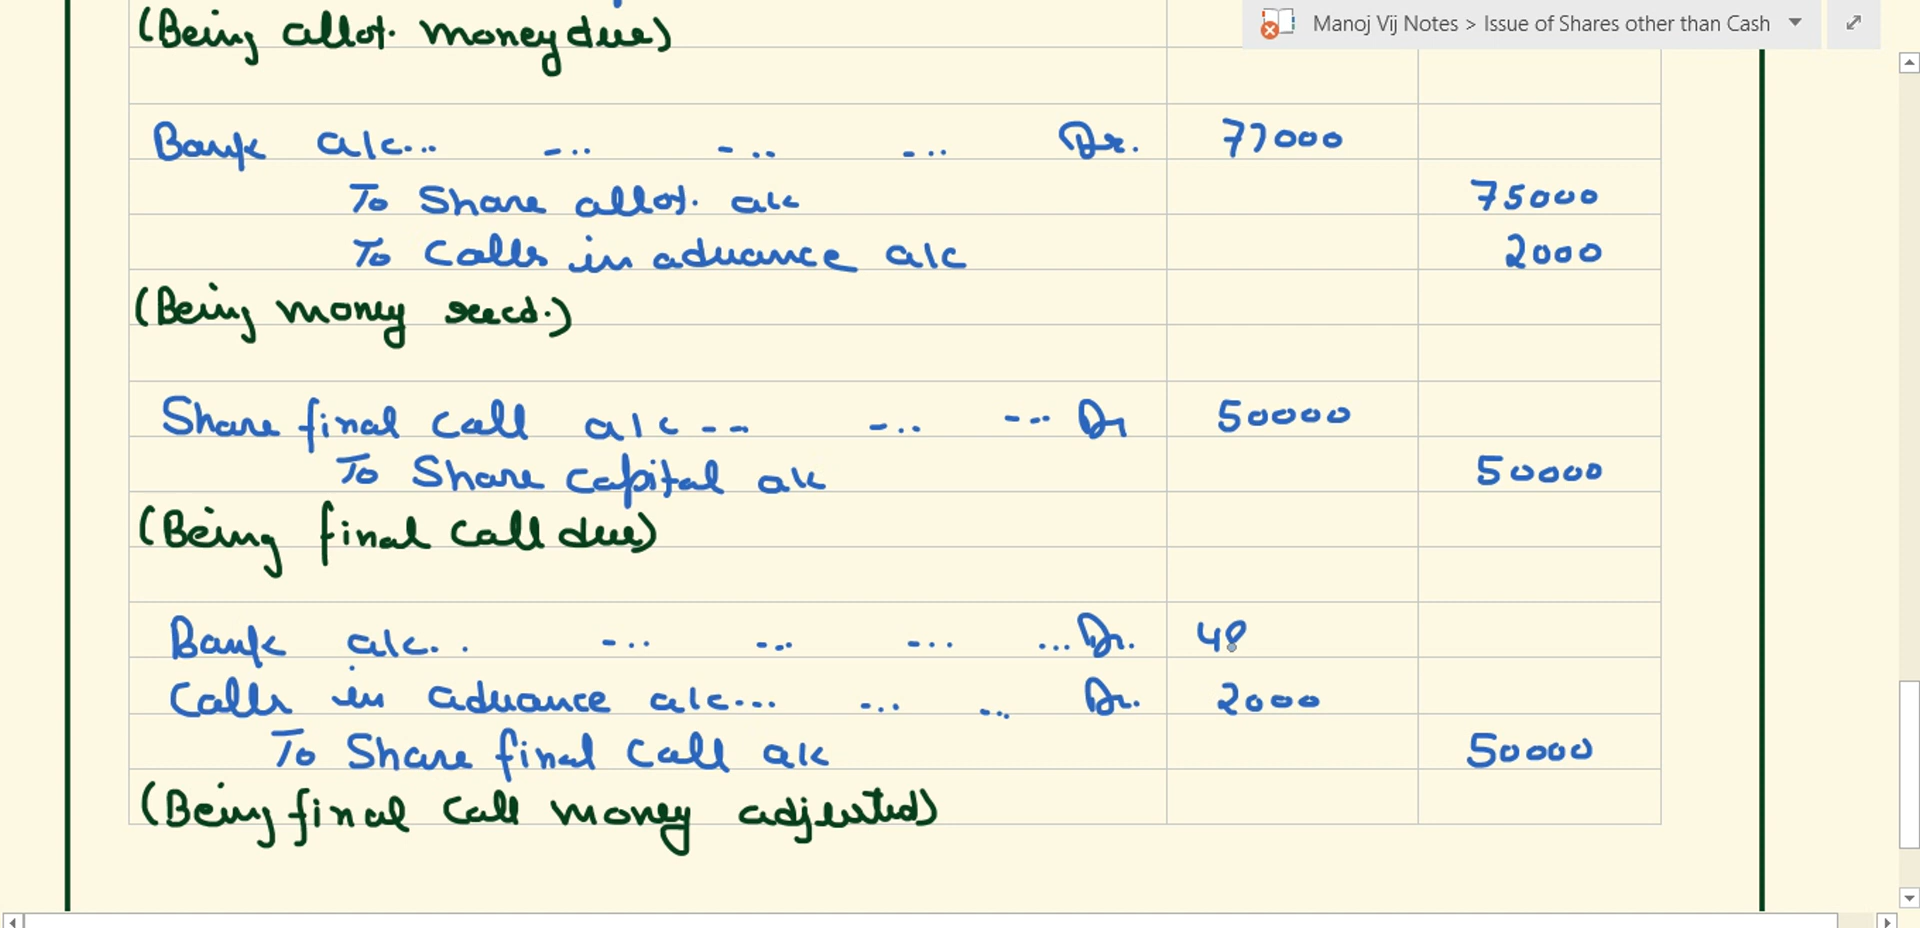 Manoj Vij Notes > Issue of Shares other than Cash
(Being allot. money due)
Bank a/c... ... ... ... Dr. 77000
To Share allot. a/c 75000
To Calls in advance a/c 2000
(Being money recd.)
Share final call a/c -- ... ... Dr 50000
To Share capital a/c 50000
(Being final call due)
Bank a/c.. ... ... ... ... Dr. 48
Calls in advance a/c... ... ... Dr. 2000
To Share final call a/c 50000
(Being final call money adjusted)